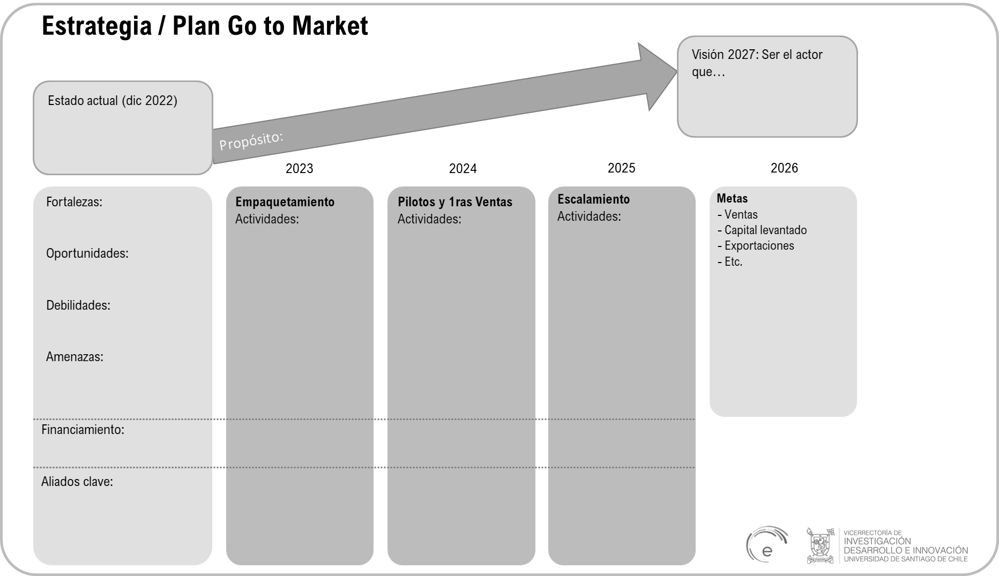 Estrategia / Plan Go to Market
Visión 2027: Ser el actor
que…
Estado actual (dic 2022)
Propósito:
2023
2024
2025
2026
Fortalezas:
Oportunidades:
Debilidades:
Amenazas:
Financiamiento:
Aliados clave:
Empaquetamiento
Actividades:
Pilotos y 1ras Ventas
Actividades:
Escalamiento
Actividades:
Metas
- Ventas
- Capital levantado
- Exportaciones
- Etc.
e
VICERRECTORÍA DE
INVESTIGACIÓN
DESARROLLO E INNOVACIÓN
UNIVERSIDAD DE SANTIAGO DE CHILE